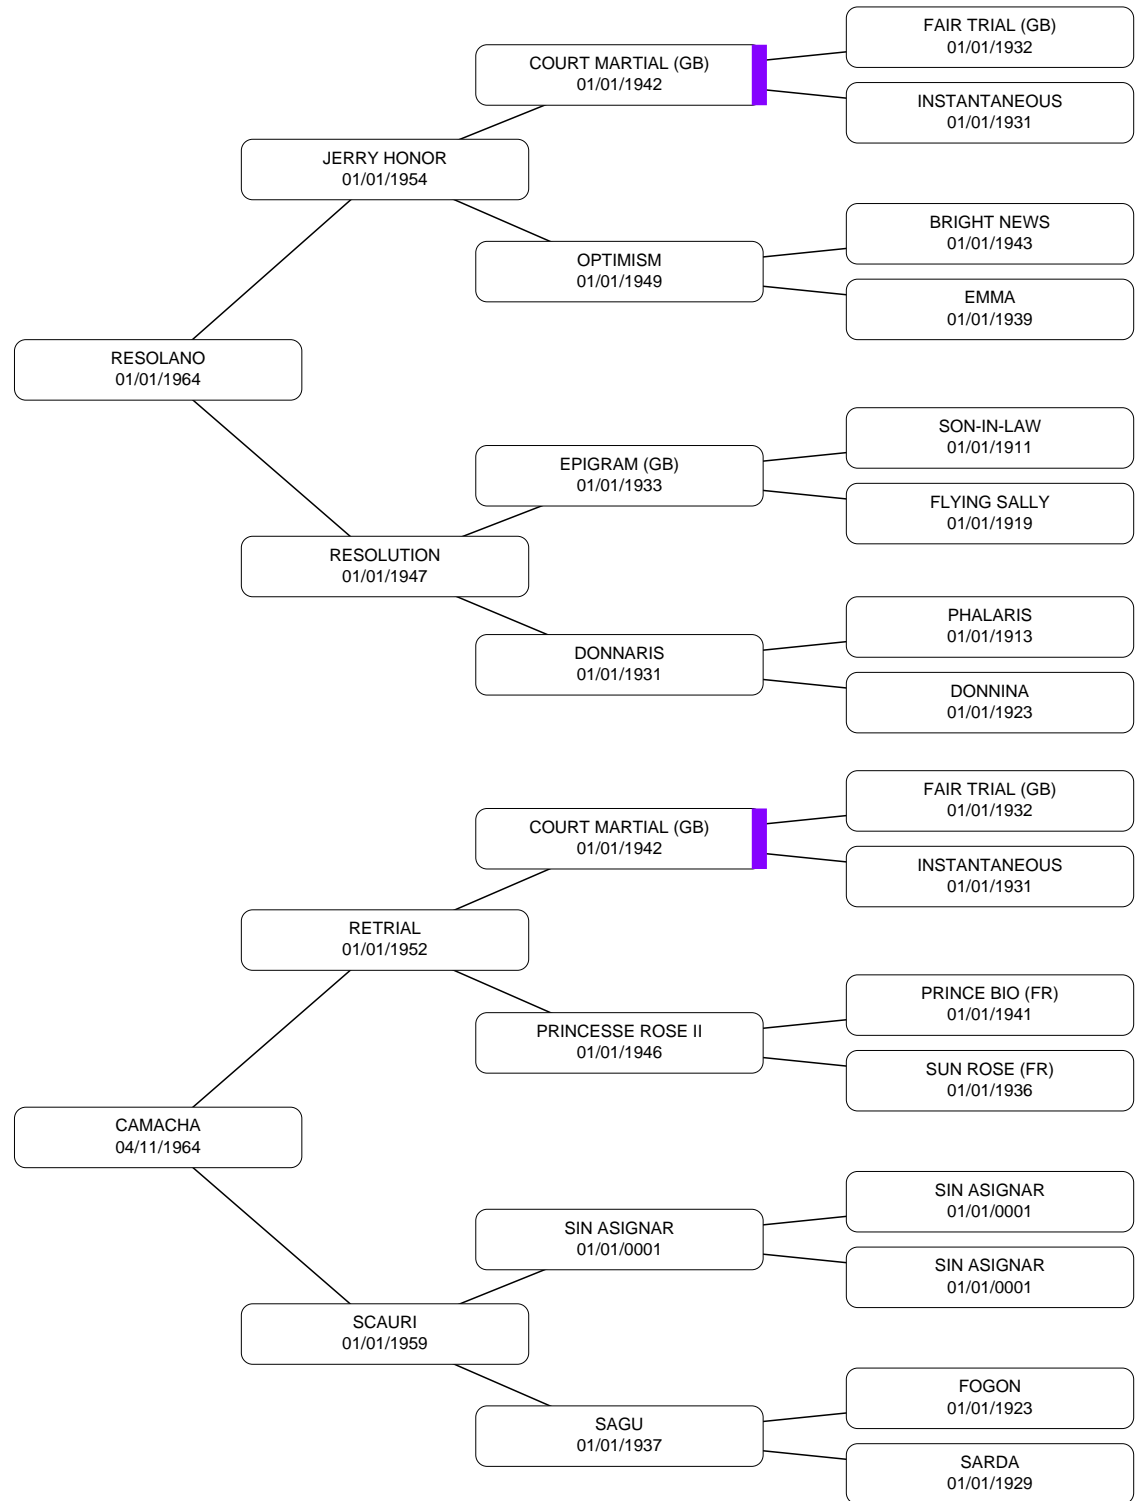 FAIR TRIAL (GB)
01/01/1932
COURT MARTIAL (GB)
01/01/1942
INSTANTANEOUS
01/01/1931
JERRY HONOR
01/01/1954
BRIGHT NEWS
01/01/1943
OPTIMISM
01/01/1949
EMMA
01/01/1939
RESOLANO
01/01/1964
SON-IN-LAW
01/01/1911
EPIGRAM (GB)
01/01/1933
FLYING SALLY
01/01/1919
RESOLUTION
01/01/1947
PHALARIS
01/01/1913
DONNARIS
01/01/1931
DONNINA
01/01/1923
FAIR TRIAL (GB)
01/01/1932
COURT MARTIAL (GB)
01/01/1942
INSTANTANEOUS
01/01/1931
RETRIAL
01/01/1952
PRINCE BIO (FR)
01/01/1941
PRINCESSE ROSE II
01/01/1946
SUN ROSE (FR)
01/01/1936
CAMACHA
04/11/1964
SIN ASIGNAR
01/01/0001
SIN ASIGNAR
01/01/0001
SIN ASIGNAR
01/01/0001
SCAURI
01/01/1959
FOGON
01/01/1923
SAGU
01/01/1937
SARDA
01/01/1929